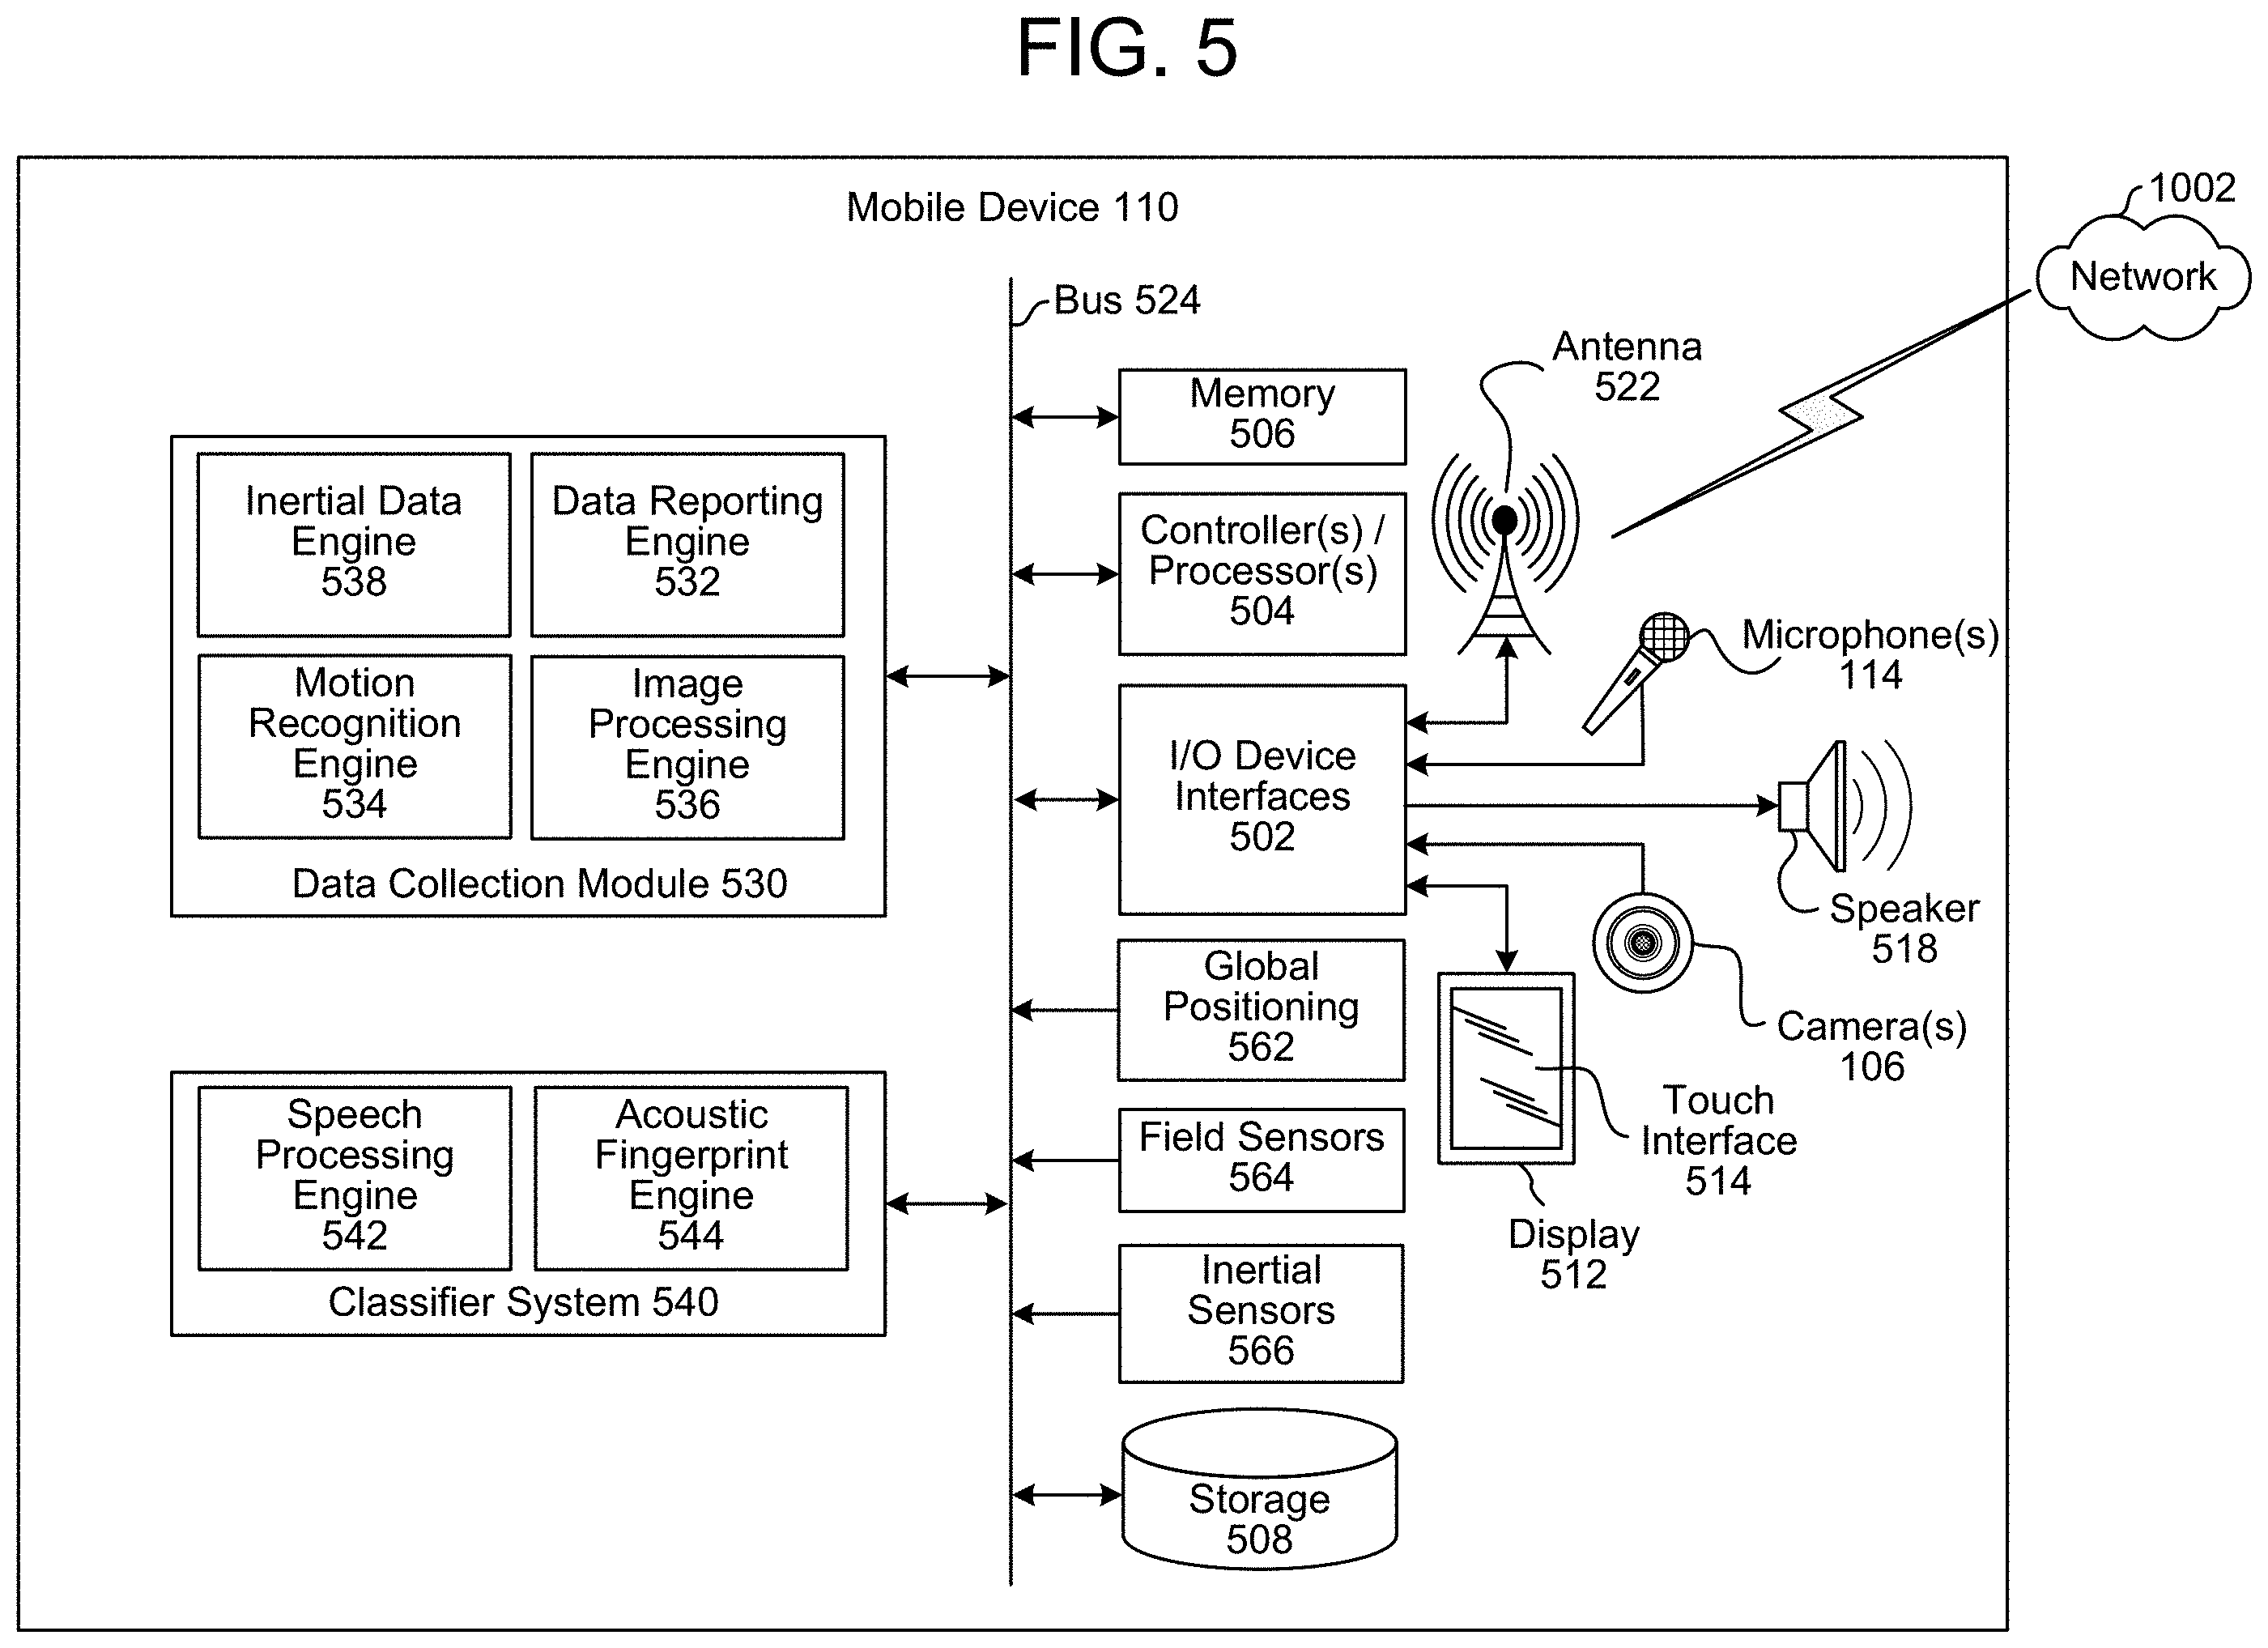 FIG. 5
Mobile Device 110
1002
Network
Bus 524
Antenna
522
Memory
506
Controller(s) /
Processor(s)
504
Inertial Data
Engine
538
Data Reporting
Engine
532
Motion
Recognition
Engine
534
Image
Processing
Engine
536
Data Collection Module 530
Microphone(s)
114
I/O Device
Interfaces
502
Speaker
518
Global
Positioning
562
Camera(s)
106
Touch
Interface
514
Display
512
Speech
Processing
Engine
542
Acoustic
Fingerprint
Engine
544
Classifier System 540
Field Sensors
564
Inertial
Sensors
566
Storage
508